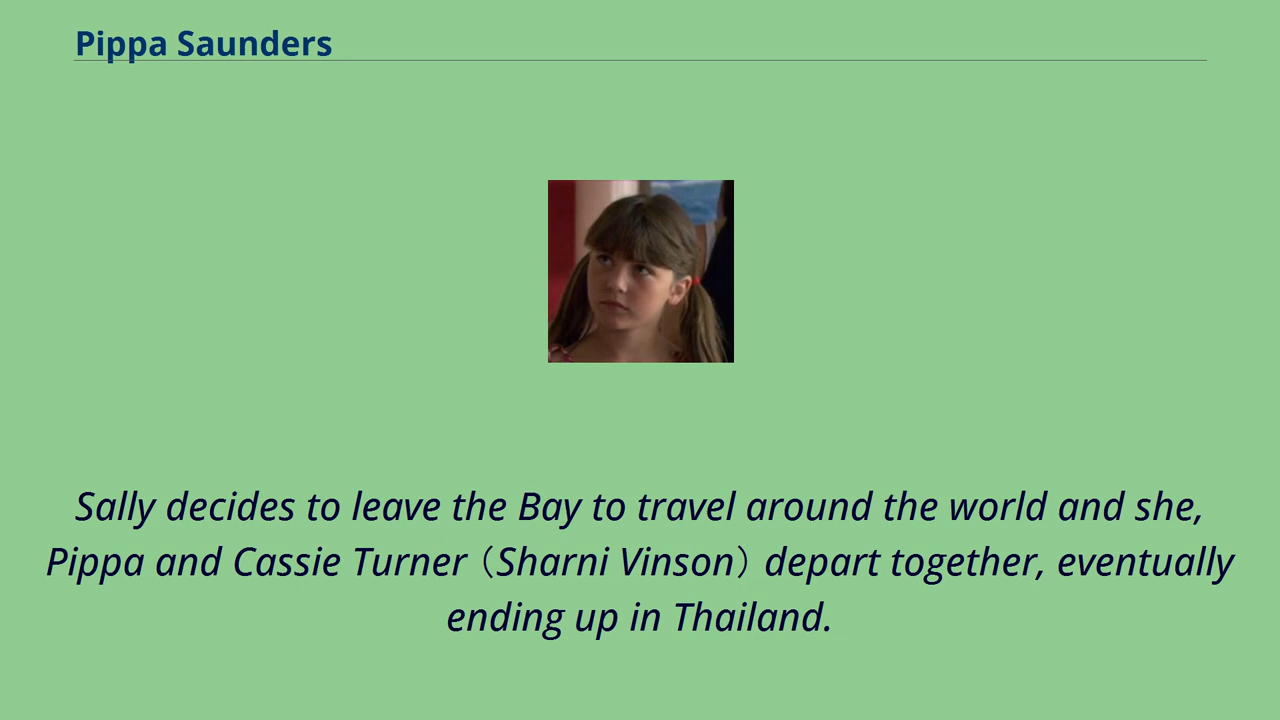 Pippa Saunders
Sally decides to leave the Bay to travel around the world and she,
Pippa and Cassie Turner（Sharni Vinson）depart together, eventually
ending up in Thailand.